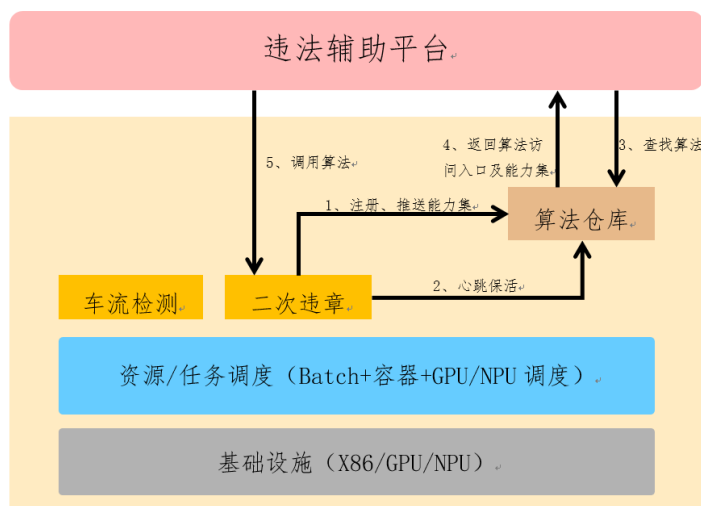 违法辅助平台
4、返回算法访
问入口及能力集
3、查找算法
5、调用算法
1、注册、推送能力集
算法仓库
2、心跳保活
车流检测
二次违章
资源/任务调度（Batch+容器+GPU/NPU 调度）
基础设施（X86/GPU/NPU）